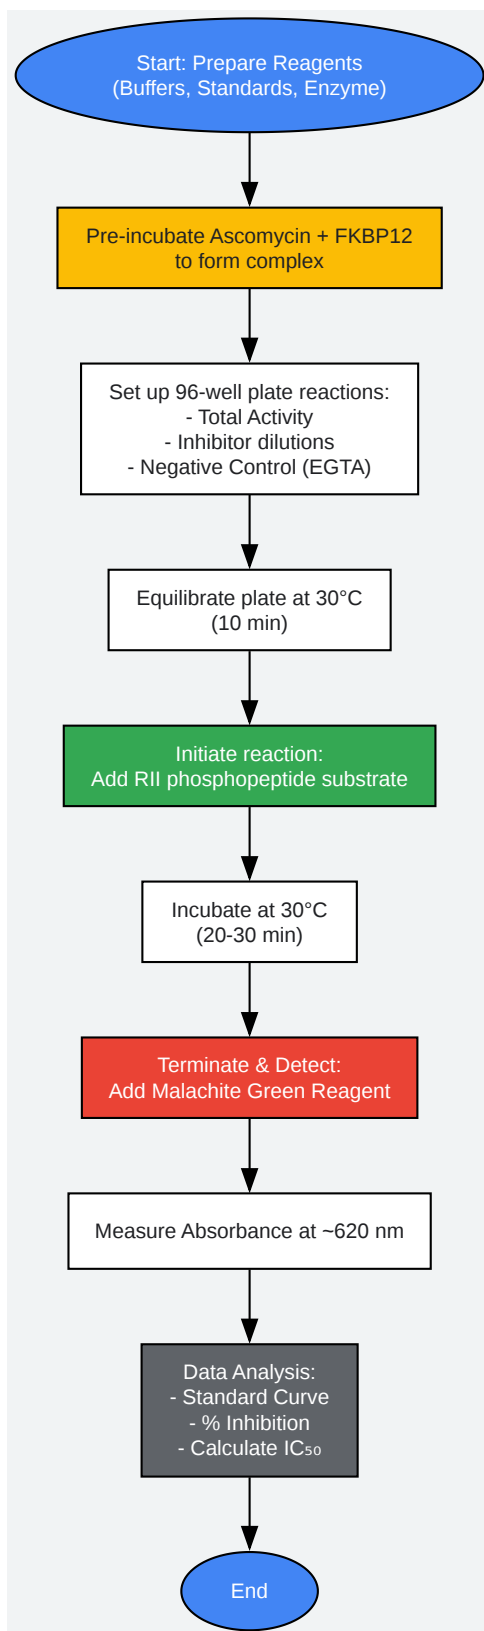 Start: Prepare Reagents
(Buffers, Standards, Enzyme)
Pre-incubate Ascomycin + FKBP12
to form complex
Set up 96-well plate reactions:
- Total Activity
- Inhibitor dilutions
- Negative Control (EGTA)
Equilibrate plate at 30°C
(10 min)
Initiate reaction:
Add RII phosphopeptide substrate
Incubate at 30°C
(20-30 min)
Terminate & Detect:
Add Malachite Green Reagent
Measure Absorbance at ~620 nm
Data Analysis:
- Standard Curve
- % Inhibition
- Calculate IC₅₀
End